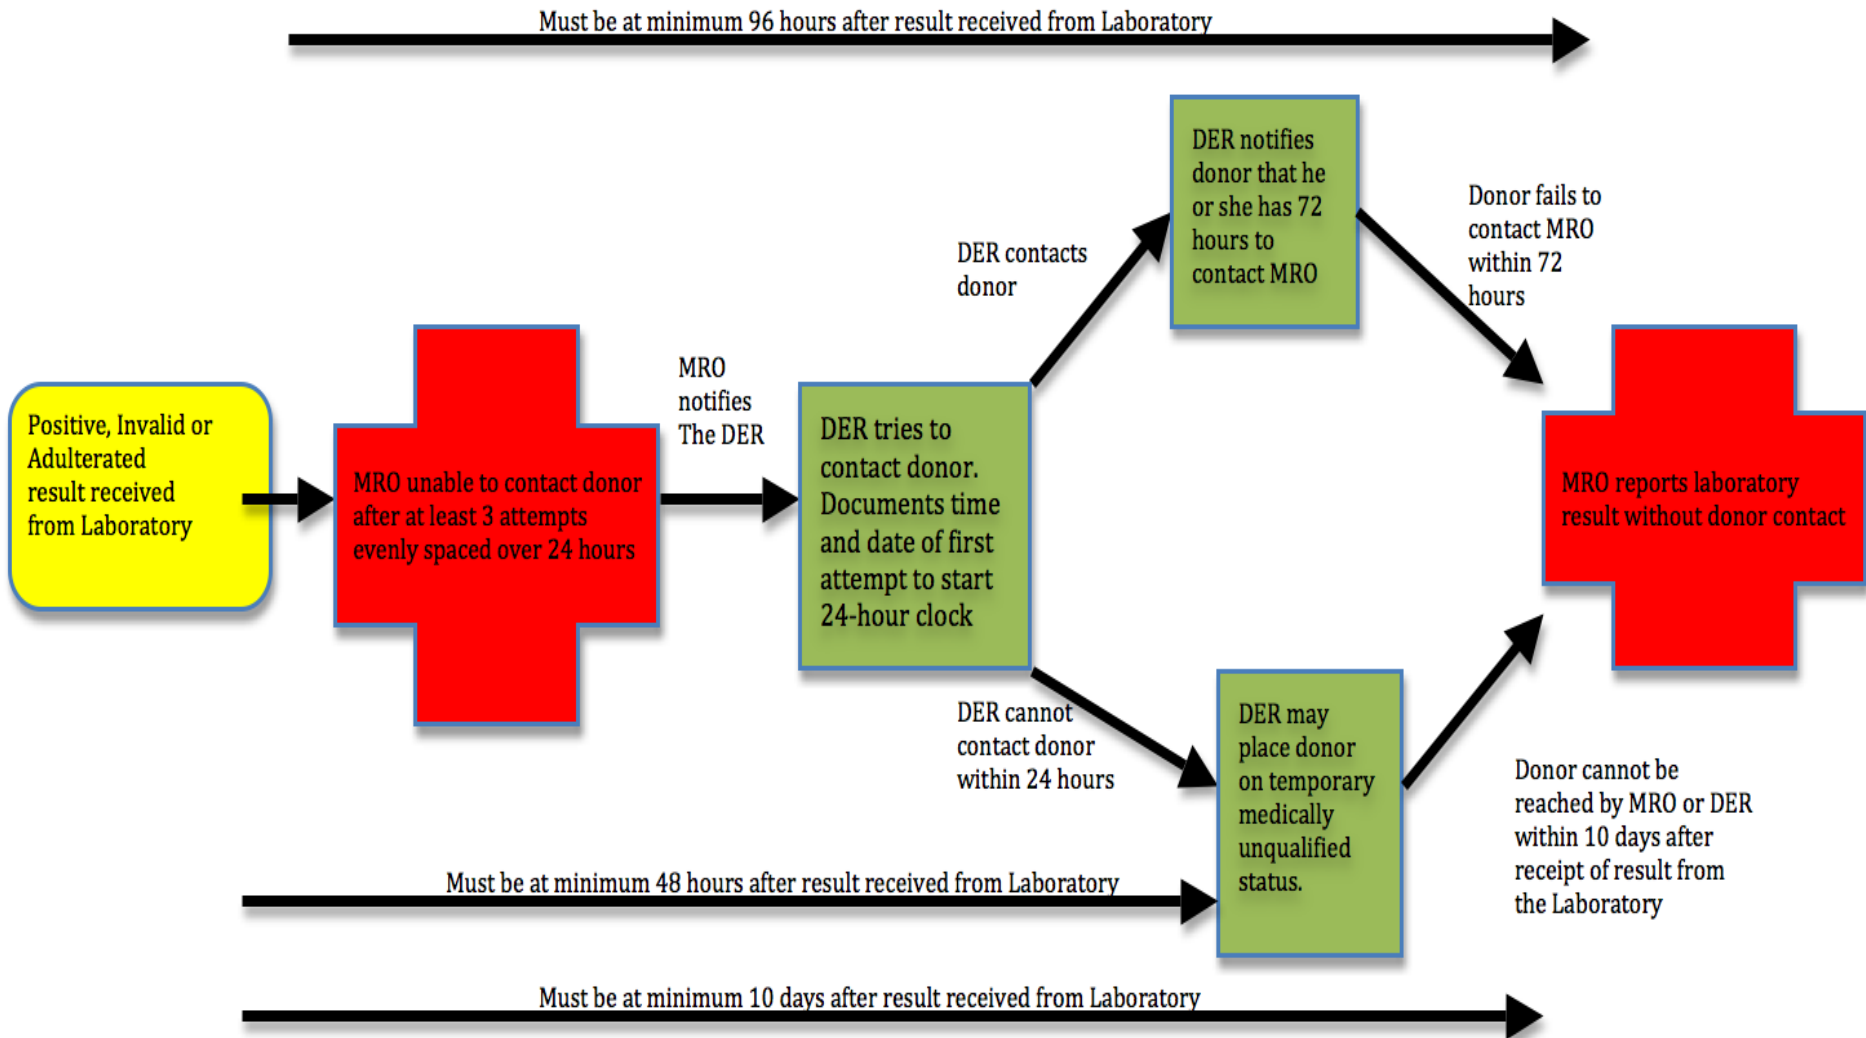 Must be at minimum 96 hours after result received from Laboratory
DER notifies
donor that he
or she has 72
hours to
contact MRO
Donor fails to
contact MRO
within 72
hours
DER contacts
donor
MRO
notifies
The DER
Positive, Invalid or
Adulterated
result received
from Laboratory
MRO unable to contact donor
after at least 3 attempts
evenly spaced over 24 hours
DER tries to
contact donor.
Documents time
and date of first
attempt to start
24-hour clock
MRO reports laboratory
result without donor contact
DER cannot
contact donor
within 24 hours
DER may
place donor
on temporary
medically
unqualified
status.
Donor cannot be
reached by MRO or DER
within 10 days after
receipt of result from
the Laboratory
Must be at minimum 48 hours after result received from Laboratory
Must be at minimum 10 days after result received from Laboratory